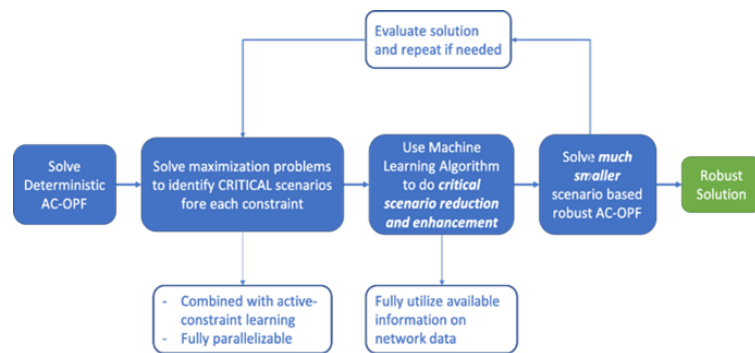 Evaluate solution
and repeat if needed
Solve
Deterministic
AC-OPF
Solve maximization problems
to identify CRITICAL scenarios
fore each constraint
Use Machine
Learning Algorithm
to do critical
scenario reduction
and enhancement
Solve much
smaller
scenario based
robust AC-OPF
Robust
Solution
- Combined with active-
constraint learning
- Fully parallelizable
Fully utilize available
information on
network data